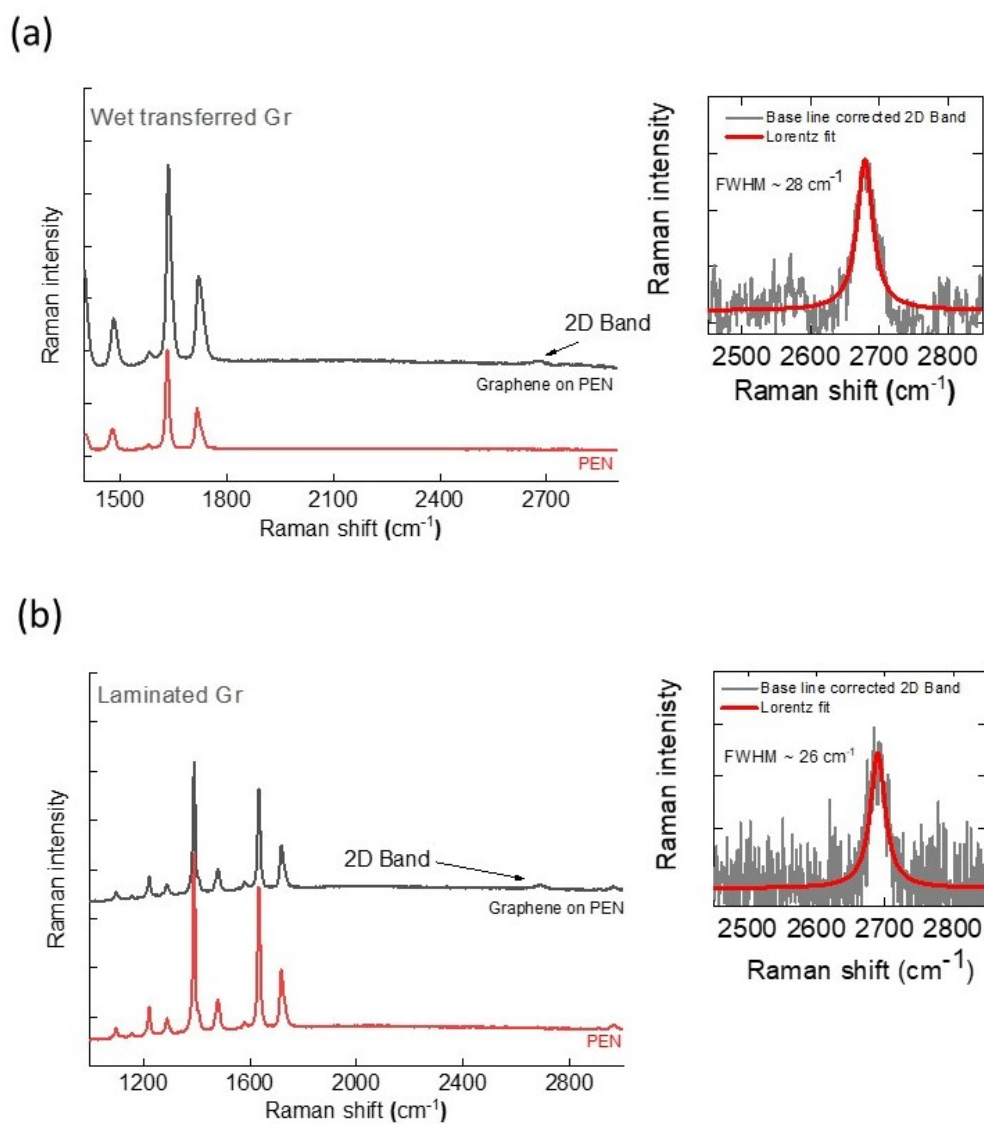 (a)
Wet transferred Gr
Raman intensity
2D Band
Graphene on PEN
PEN
1500 1800 2100 2400 2700
Raman shift (cm-1)
Base line corrected 2D Band
Lorentz fit
FWHM ~ 28 cm-1
Raman intensity
2500 2600 2700 2800
Raman shift (cm-1)
(b)
Laminated Gr
Raman intensity
2D Band
Graphene on PEN
PEN
1200 1600 2000 2400 2800
Raman shift (cm-1)
Base line corrected 2D Band
Lorentz fit
FWHM ~ 26 cm-1
Raman intenisty
2500 2600 2700 2800
Raman shift (cm-1)